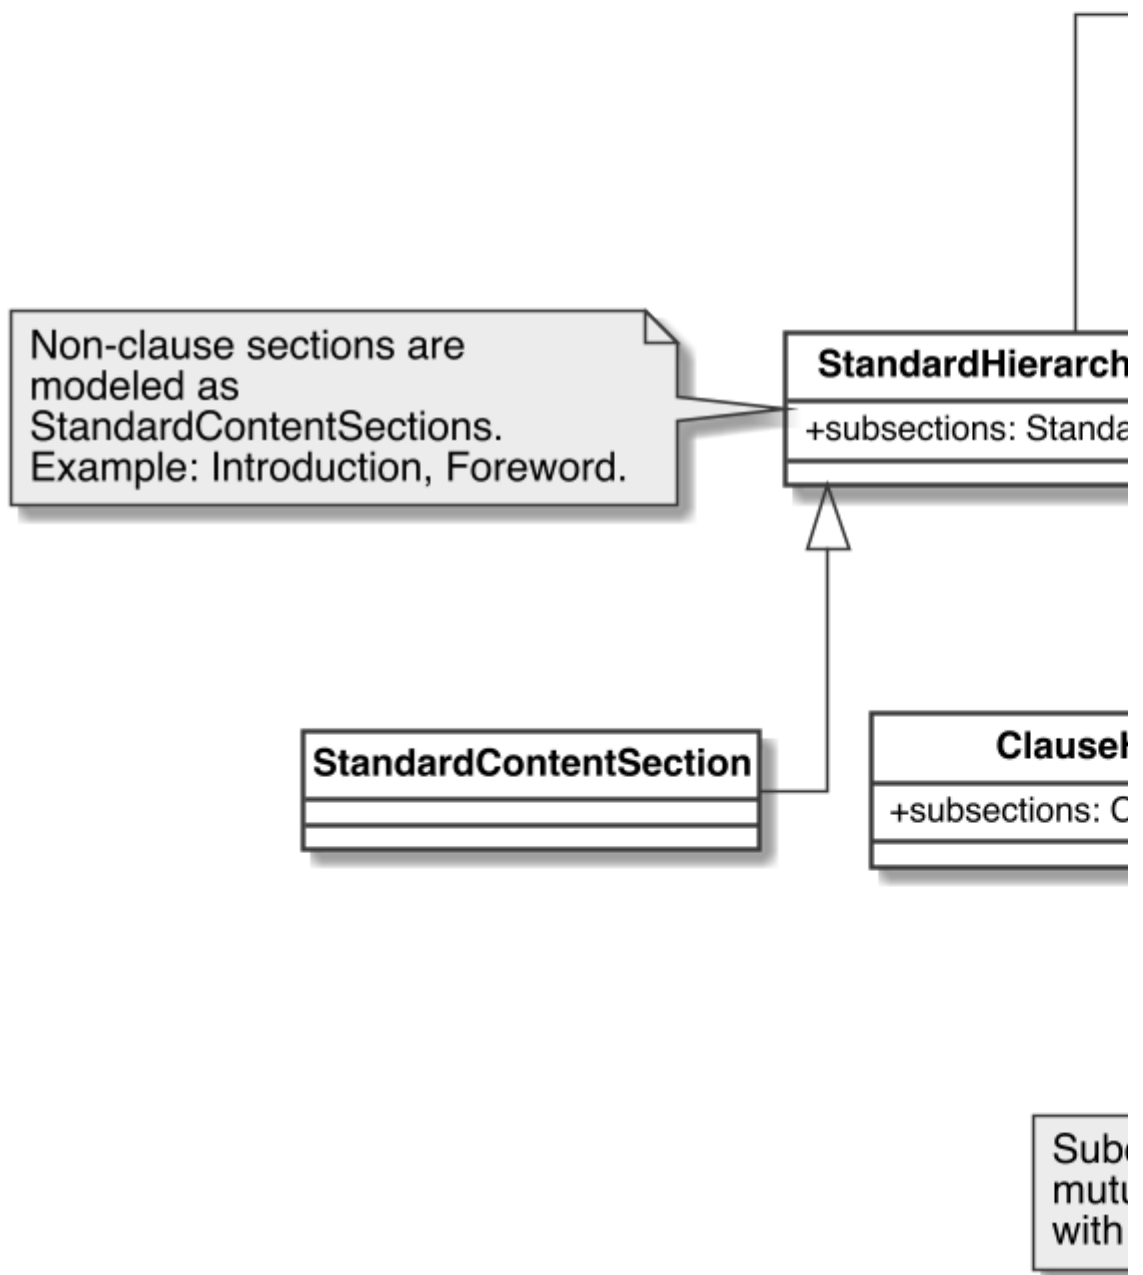 Non-clause sections are
modeled as
StandardContentSections.
Example: Introduction, Foreword.
StandardHierarch
+subsections: Standa
StandardContentSection
ClauseH
+subsections: C
Sub
mutu
with